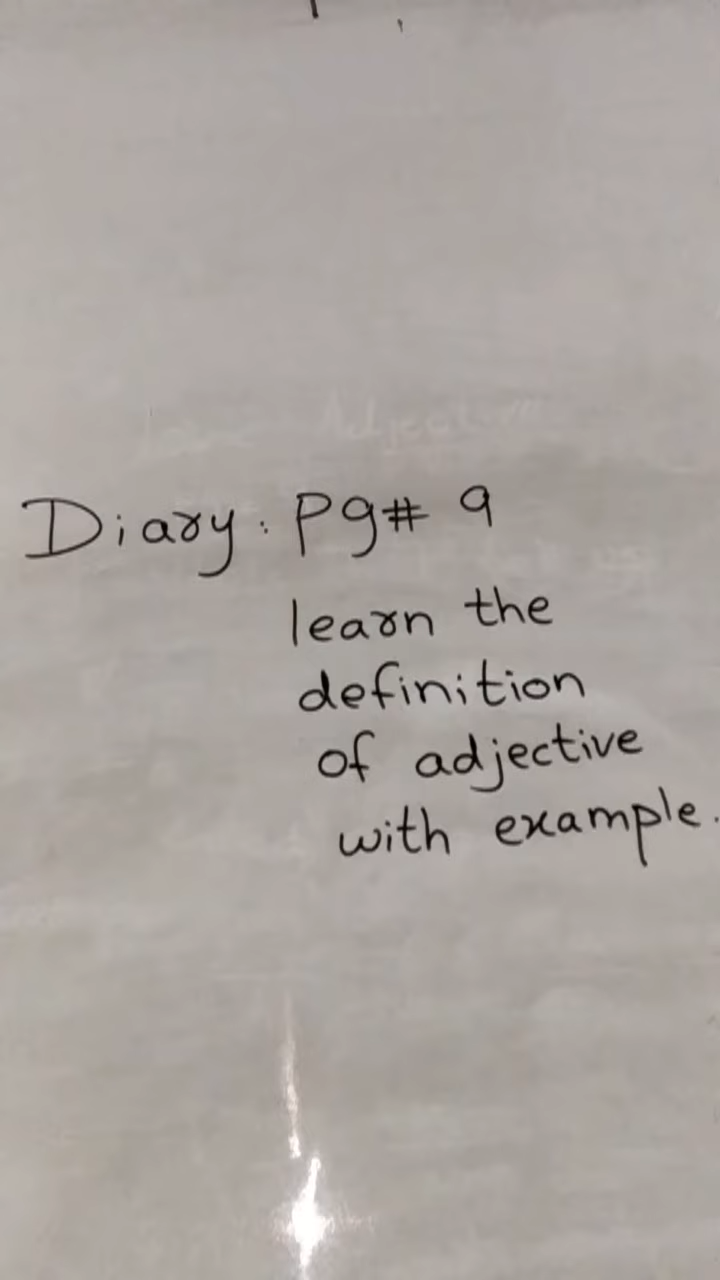 Diary: Pg# 9
learn the
definition
of adjective
with example.